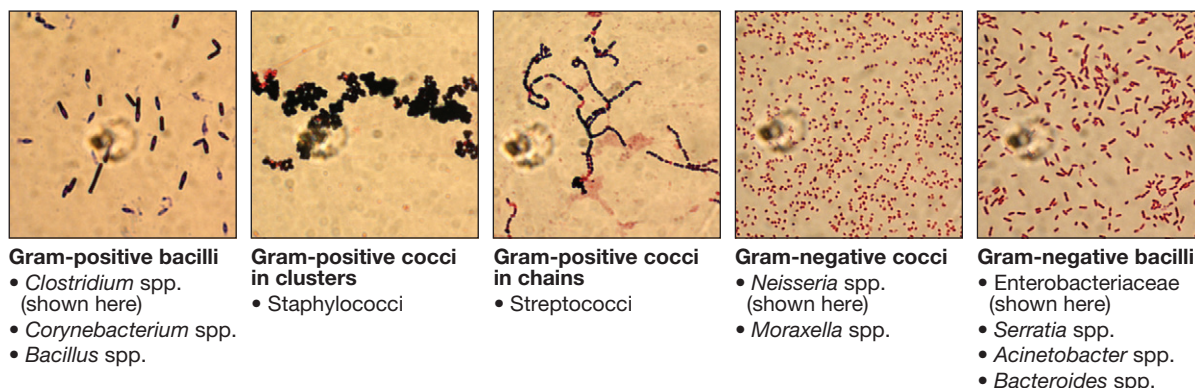 Gram-positive bacilli
• Clostridium spp.
(shown here)
• Corynebacterium spp.
• Bacillus spp.
Gram-positive cocci
in clusters
• Staphylococci
Gram-positive cocci
in chains
• Streptococci
Gram-negative cocci
• Neisseria spp.
(shown here)
• Moraxella spp.
Gram-negative bacilli
• Enterobacteriaceae
(shown here)
• Serratia spp.
• Acinetobacter spp.
• Bacteroides spp.